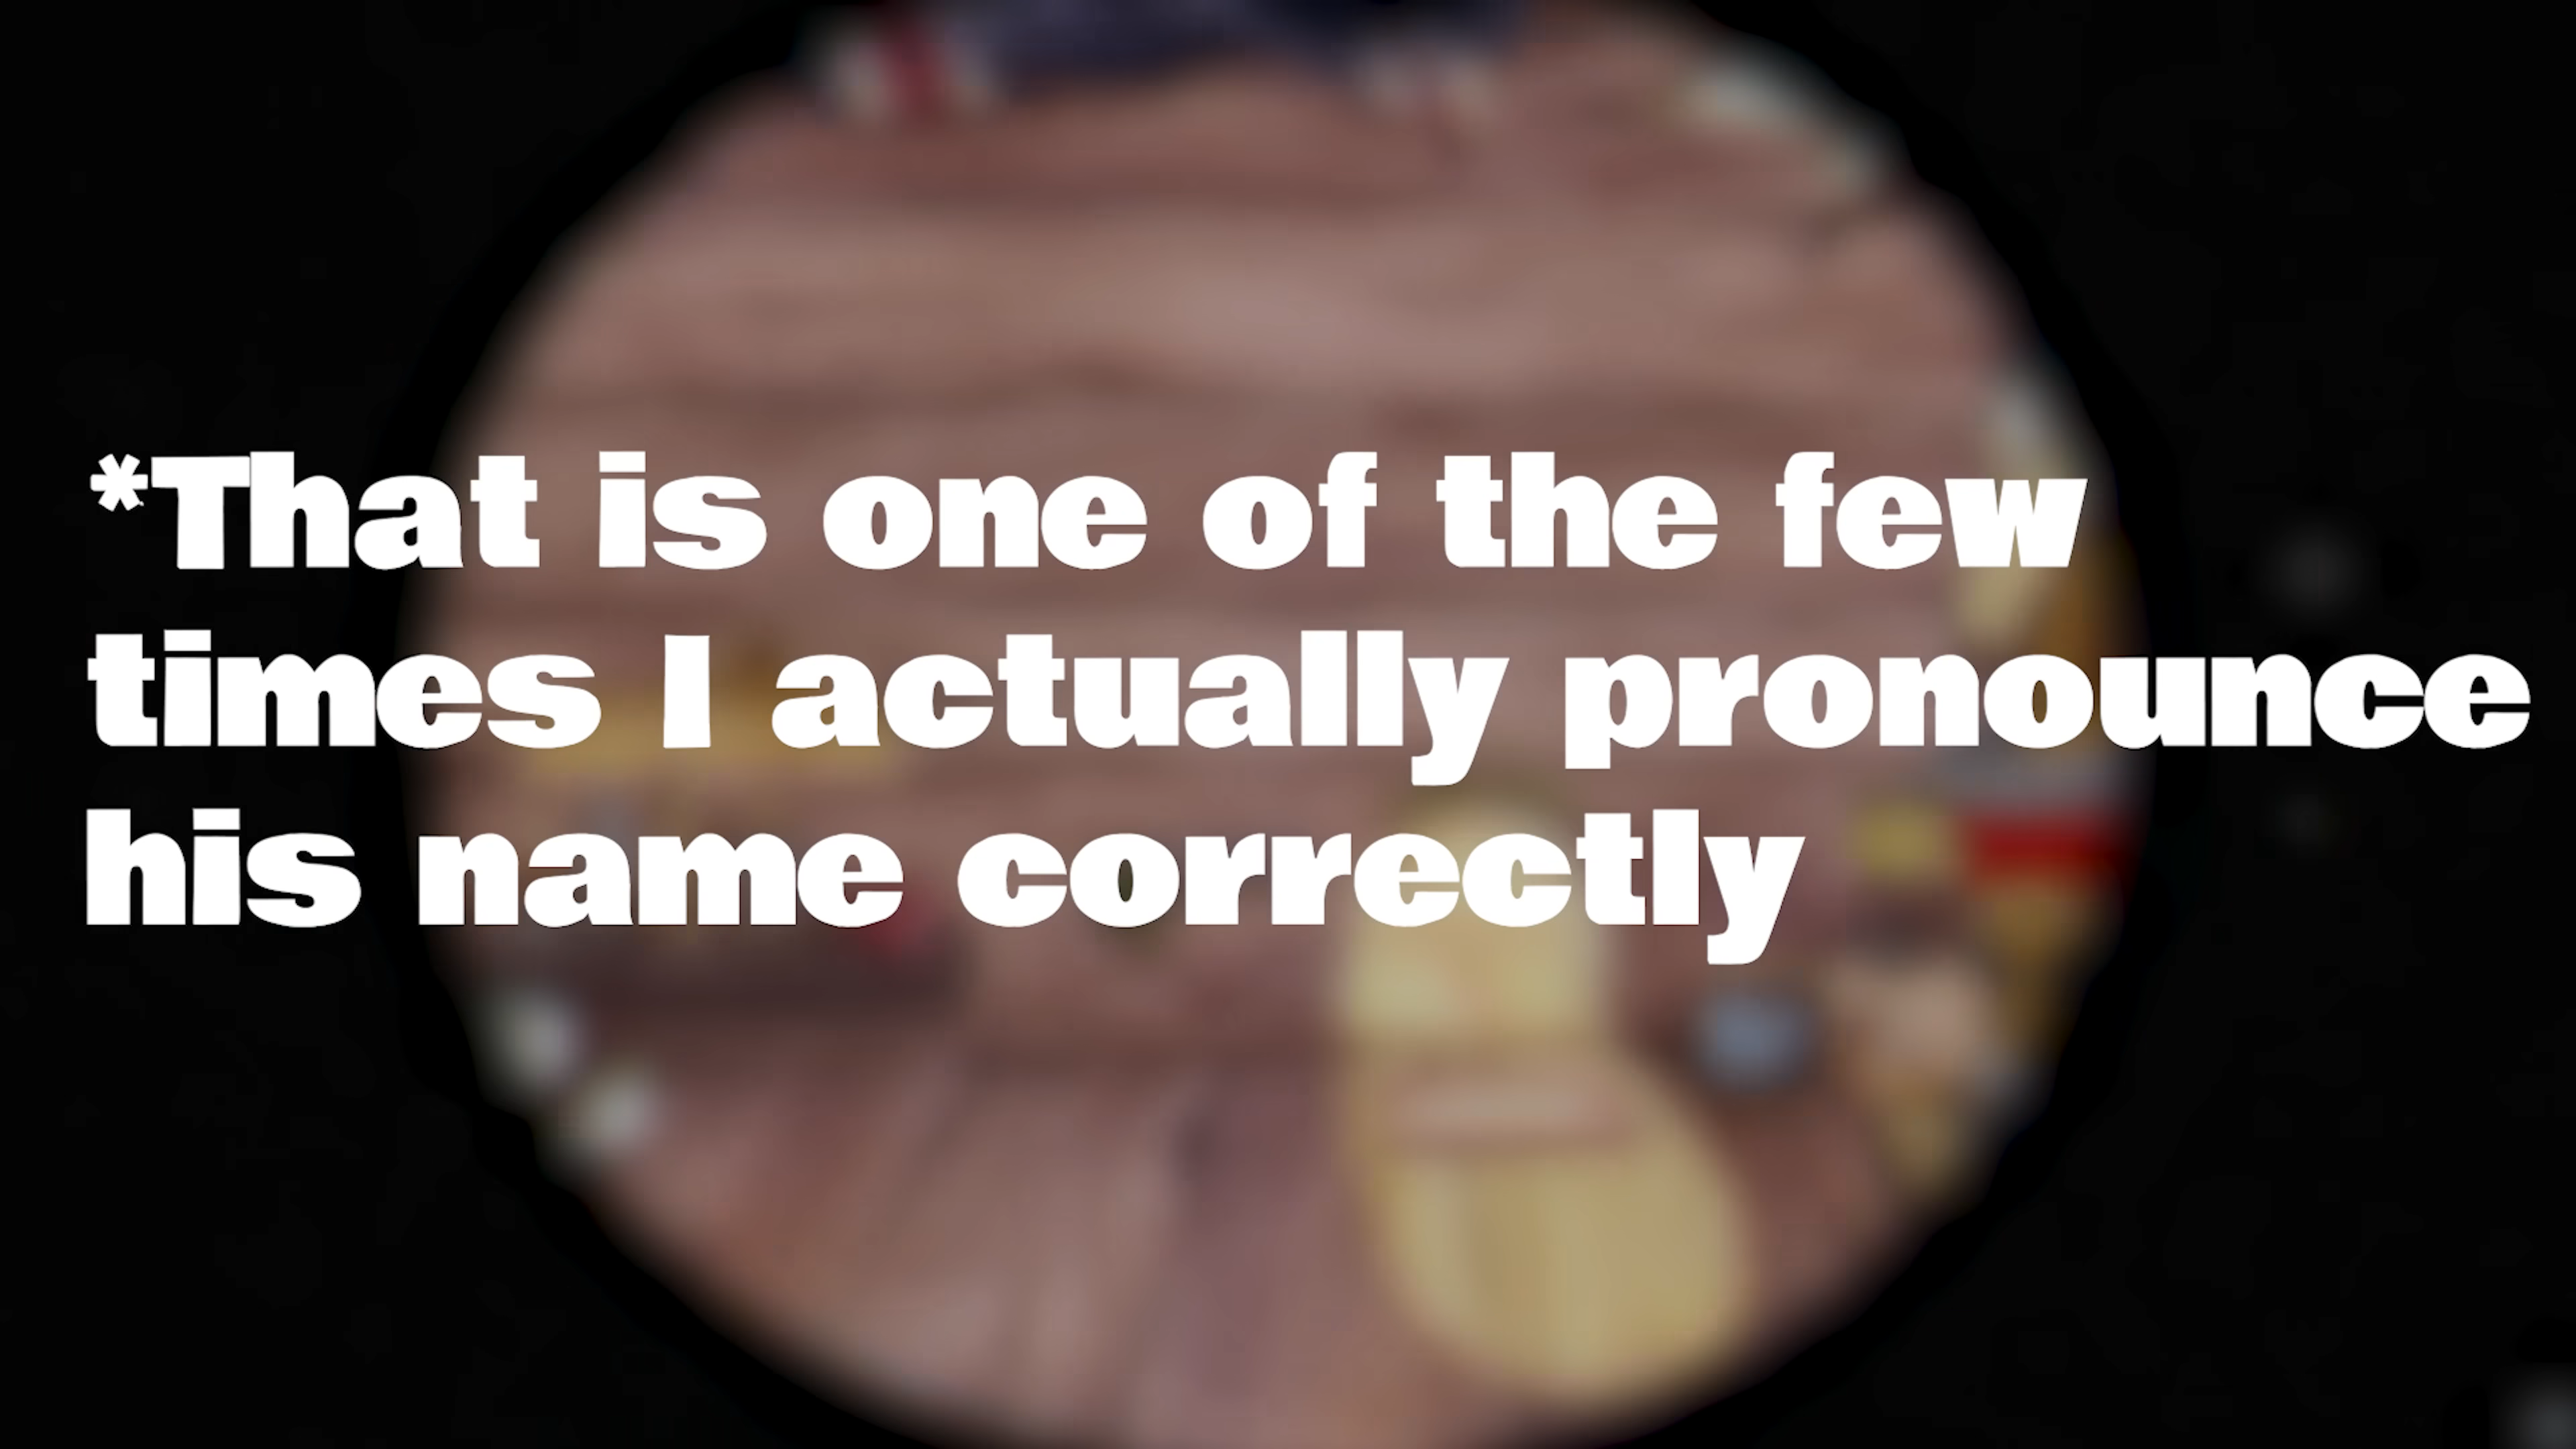 *That is one of the few
times I actually pronounce
his name correctly